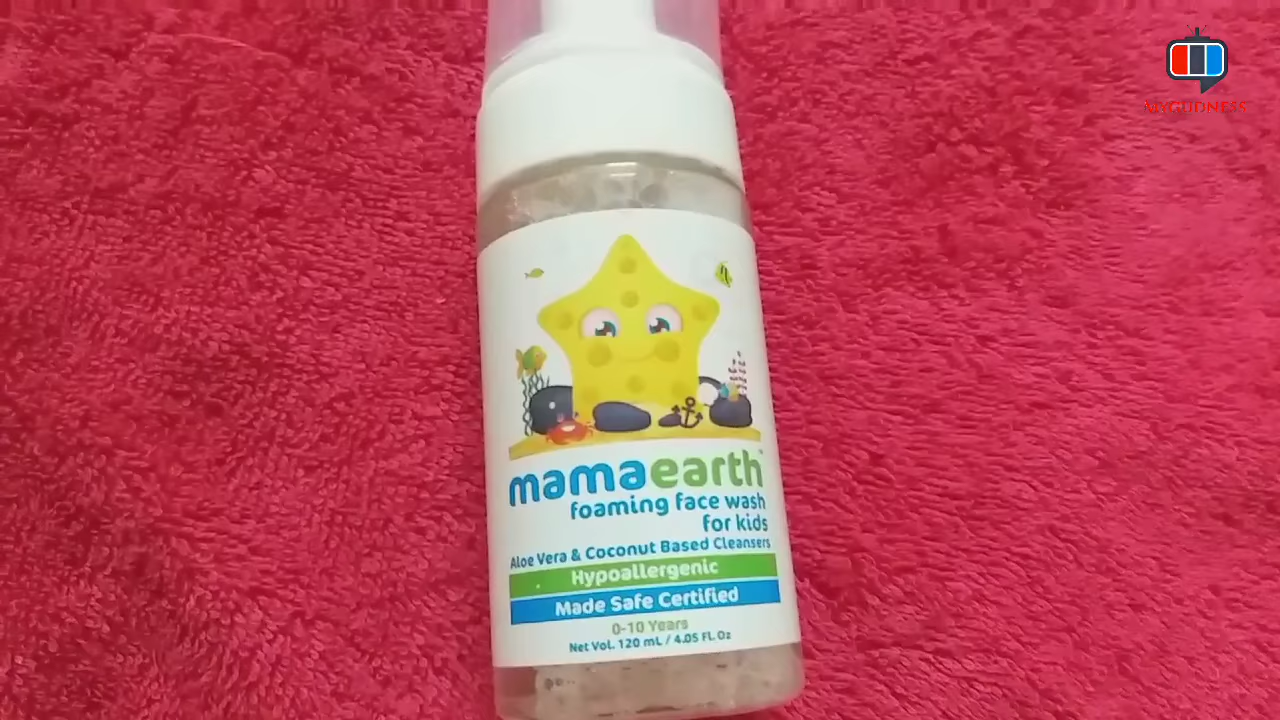 mamaearth
foaming face wash
for kids
Aloe Vera & Coconut Based Cleansers
Hypoallergenic
Made Safe Certified
0-10 Years
Net Vol. 120 mL / 4.05 FL. Oz